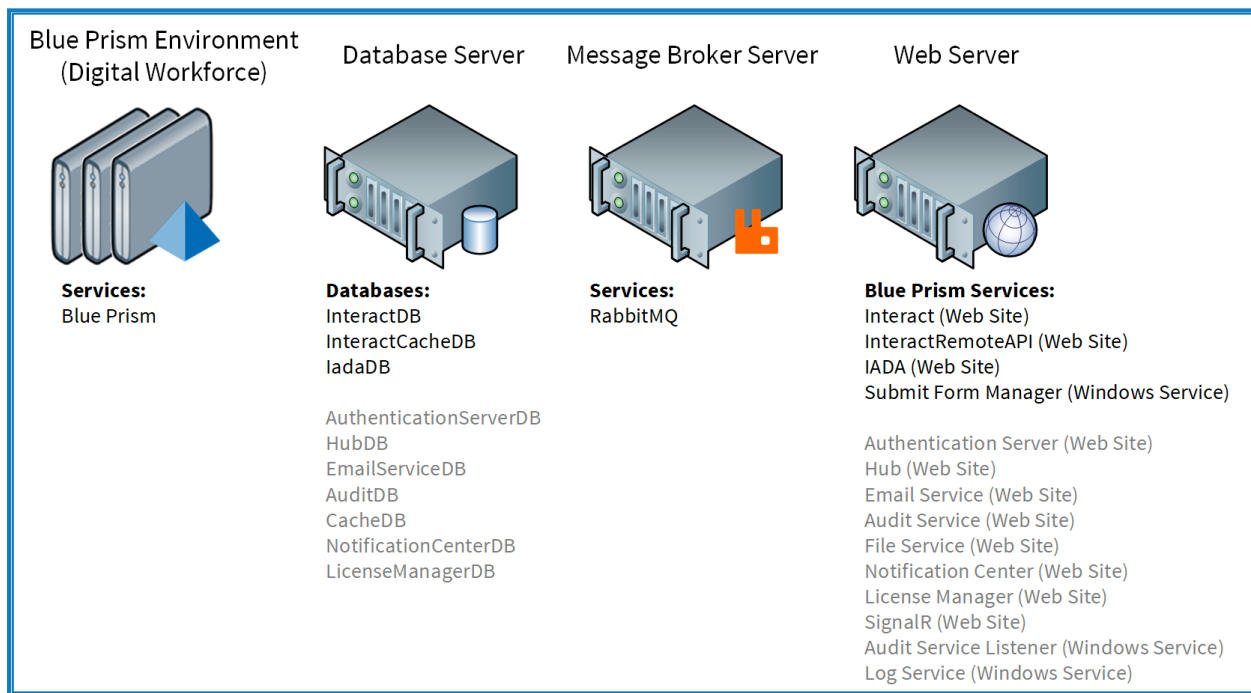 Blue Prism Environment
(Digital Workforce)
Database Server
Message Broker Server
Web Server
Services:
Blue Prism
Databases:
InteractDB
InteractCacheDB
IadaDB
AuthenticationServerDB
HubDB
EmailServiceDB
AuditDB
CacheDB
NotificationCenterDB
LicenseManagerDB
Services:
RabbitMQ
Blue Prism Services:
Interact (Web Site)
InteractRemoteAPI (Web Site)
IADA (Web Site)
Submit Form Manager (Windows Service)
Authentication Server (Web Site)
Hub (Web Site)
Email Service (Web Site)
Audit Service (Web Site)
File Service (Web Site)
Notification Center (Web Site)
License Manager (Web Site)
SignalR (Web Site)
Audit Service Listener (Windows Service)
Log Service (Windows Service)